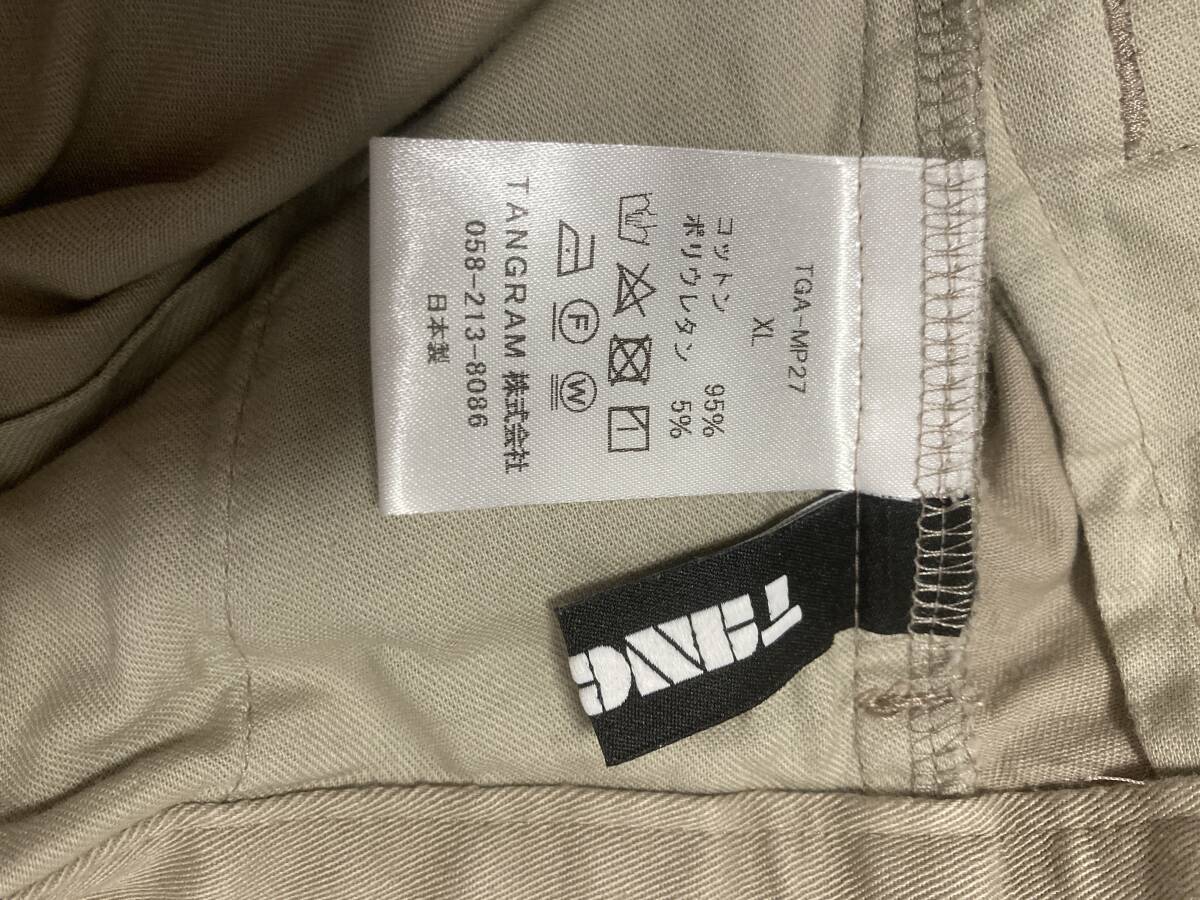 TGA-MP27
XL
コットン 95%
ポリウレタン 5%
F W
TANGRAM 株式会社
058-213-8086
日本製
TGNG